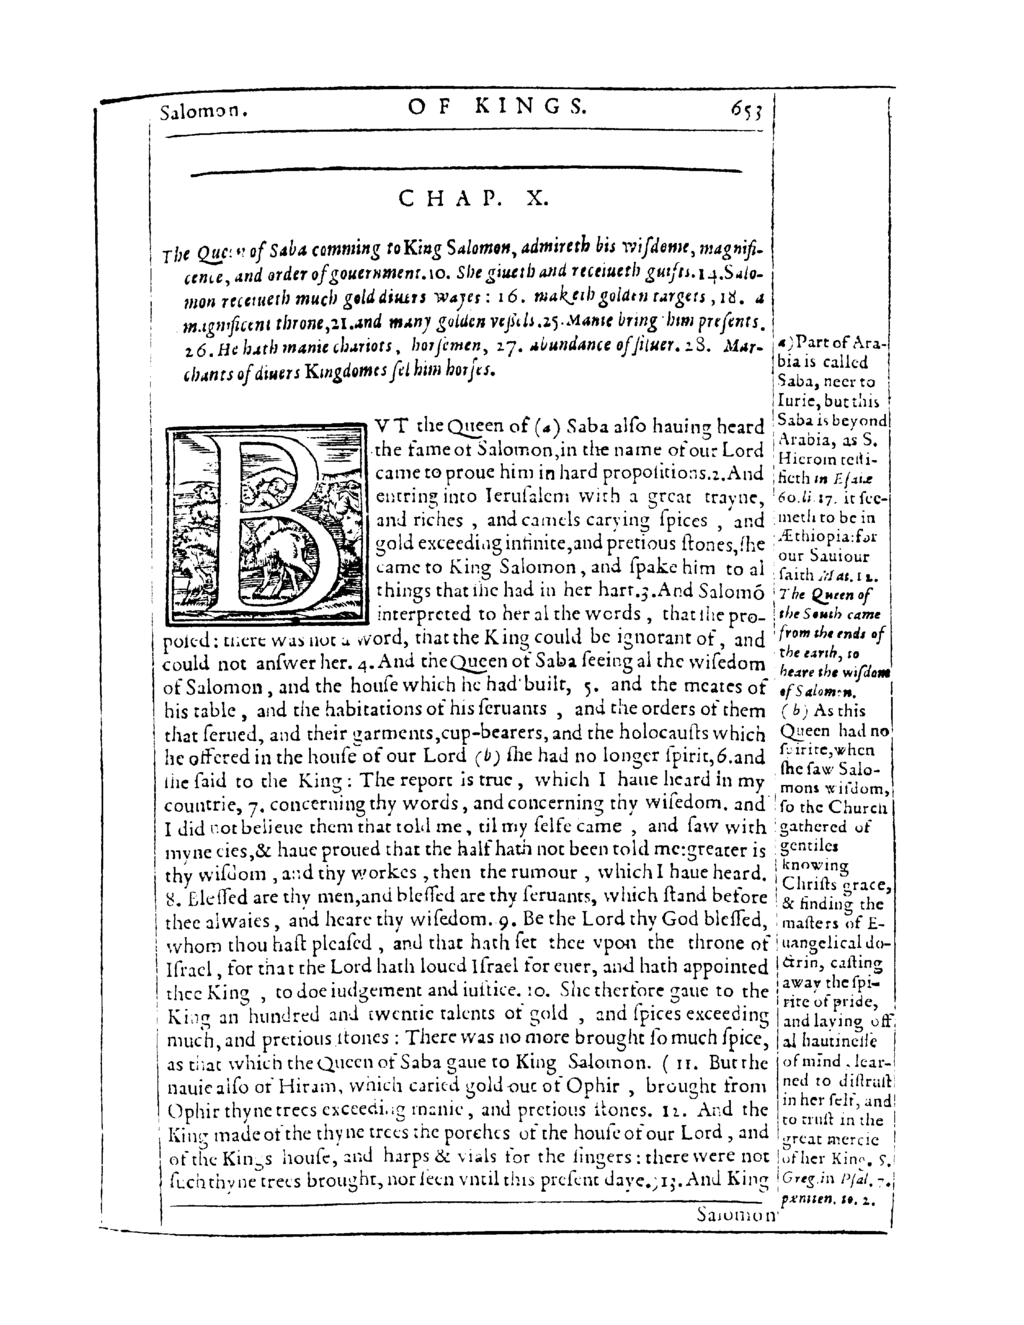 Salomon. OF KINGS. 653
CHAP. X.
The Queen of Saba comming to King Salomon, admireth his wiſdome, magnifi-
cence, and order of gouernment. 10. She giueth and receiueth guifts. 14. Salo-
mon receiueth much gold diuers wayes : 16. maketh golden targets , 18. a
magnificent throne, 21. and many golden veſſels. 25. Manie bring him preſents.
26. He hath manie chariots , horſemen, 27. abundance of ſiluer. 28. Mar-
chants of diuers Kingdomes ſel him horſes.
BVT the Queen of (a) Saba alſo hauing heard
the fame of Salomon, in the name of our Lord
came to proue him in hard propoſitions. 2. And
entring into Ieruſalem with a great trayne,
and riches , and camels carying ſpices , and
gold exceeding infinite, and pretious ſtones, ſhe
came to King Salomon, and ſpake him to al
things that ſhe had in her hart. 3. And Salomõ
interpreted to her al the words , that ſhe pro-
poſed: there was not a word, that the King could be ignorant of , and
could not anſwer her. 4. And the Queen of Saba ſeeing al the wiſedom
of Salomon , and the houſe which he had built, 5. and the meates of
his table , and the habitations of his ſeruants , and the orders of them
that ſerued, and their garments, cup-bearers, and the holocauſts which
he offered in the houſe of our Lord (b) ſhe had no longer ſpirit, 6. and
ſhe ſaid to the King : The report is true , which I haue heard in my
countrie, 7. concerning thy words , and concerning thy wiſedom. and
I did not belieue them that told me , til my ſelfe came , and ſaw with
myne eies, & haue proued that the half hath not been told me: greater is
thy wiſdom , and thy workes , then the rumour , which I haue heard.
8. Bleſſed are thy men, and bleſſed are thy ſeruants, which ſtand before
thee alwaies , and heare thy wiſedom. 9. Be the Lord thy God bleſſed,
whom thou haſt pleaſed , and that hath ſet thee vpon the throne of
Iſrael , for that the Lord hath loued Iſrael for euer, and hath appointed
thee King , to doe iudgement and iuſtice. 10. She therfore gaue to the
King an hundred and twentie talents of gold , and ſpices exceeding
much, and pretious ſtones : There was no more brought ſo much ſpice,
as that which the Queen of Saba gaue to King Salomon. ( 11. But the
nauie alſo of Hiram, which caried gold out of Ophir , brought from
Ophir thyne trees exceeding manie , and pretious ſtones. 12. And the
King made of the thyne trees the porches of the houſe of our Lord , and
of the Kings houſe, and harps & vials for the ſingers : there were not
ſuch thyne trees brought, nor ſeen vntil this preſent daye.) 13. And King
Salomon
a) Part of Ara-
bia is called
Saba, neer to
Iurie, but this
Saba is beyond
Arabia, as S.
Hierom teſti-
fieth in Eſaiæ
60. li. 17. it ſee-
meth to be in
Æthiopia: for
our Sauiour
ſaith Mat. 12.
The Queen of
the South came
from the ends of
the earth, to
heare the wiſdom
of Salomon.
(b) As this
Queen had no
ſpirite, when
ſhe ſaw Salo-
mons wiſdom,
ſo the Church
gathered of
gentiles
knowing
Chriſts grace,
& finding the
maſters of E-
uangelical do-
ctrin, caſting
away the ſpi-
rite of pride,
and laying off
al hautineſſe
of mind , lear-
ned to diſtruſt
in her ſelf, and
to truſt in the
great mercie
of her King. S.
Greg. in Pſal. 7.
pæniten. to. 2.